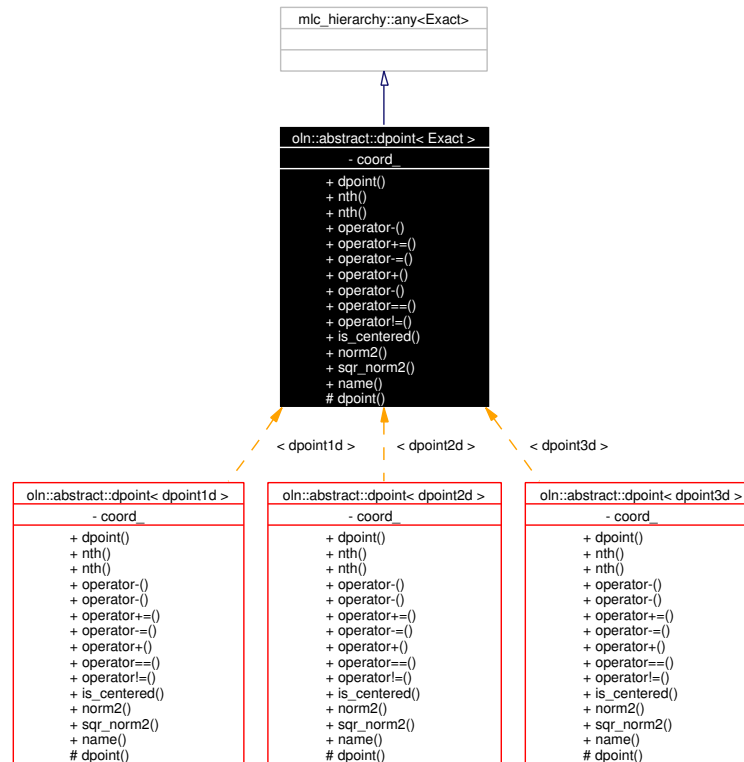 mlc_hierarchy::any<Exact>
oln::abstract::dpoint< Exact >
- coord_
+ dpoint()
+ nth()
+ nth()
+ operator-()
+ operator+=()
+ operator-=()
+ operator+()
+ operator-()
+ operator==()
+ operator!=()
+ is_centered()
+ norm2()
+ sqr_norm2()
+ name()
# dpoint()
< dpoint1d >
< dpoint2d >
< dpoint3d >
oln::abstract::dpoint< dpoint1d >
- coord_
+ dpoint()
+ nth()
+ nth()
+ operator-()
+ operator-()
+ operator+=()
+ operator-=()
+ operator+()
+ operator==()
+ operator!=()
+ is_centered()
+ norm2()
+ sqr_norm2()
+ name()
# dpoint()
oln::abstract::dpoint< dpoint2d >
- coord_
+ dpoint()
+ nth()
+ nth()
+ operator-()
+ operator-()
+ operator+=()
+ operator-=()
+ operator+()
+ operator==()
+ operator!=()
+ is_centered()
+ norm2()
+ sqr_norm2()
+ name()
# dpoint()
oln::abstract::dpoint< dpoint3d >
- coord_
+ dpoint()
+ nth()
+ nth()
+ operator-()
+ operator-()
+ operator+=()
+ operator-=()
+ operator+()
+ operator==()
+ operator!=()
+ is_centered()
+ norm2()
+ sqr_norm2()
+ name()
# dpoint()